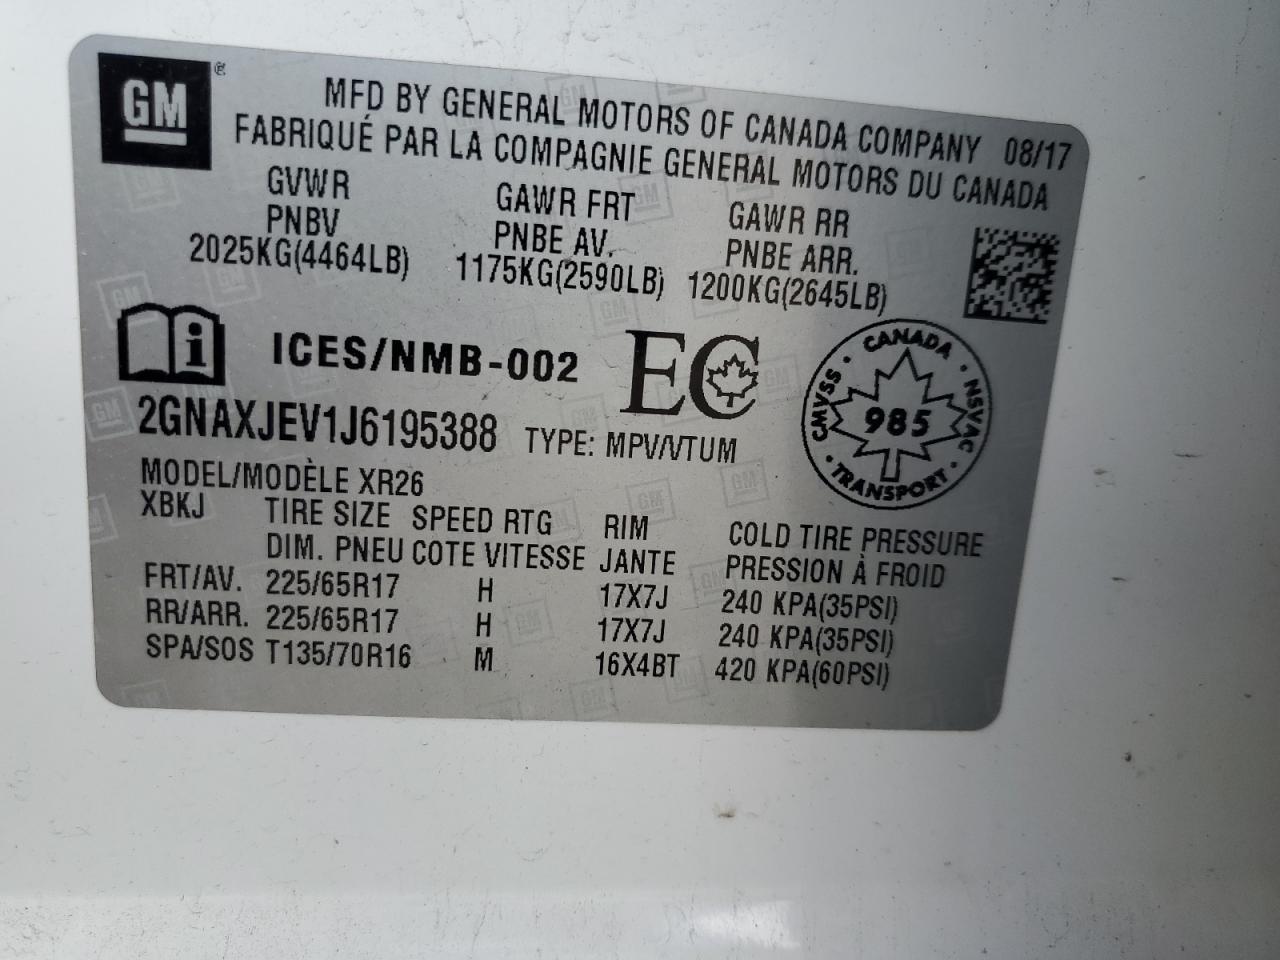 GM
MFD BY GENERAL MOTORS OF CANADA COMPANY 08/17
FABRIQUÉ PAR LA COMPAGNIE GENERAL MOTORS DU CANADA
GVWR GAWR FRT GAWR RR
PNBV PNBE AV. PNBE ARR.
2025KG(4464LB) 1175KG(2590LB) 1200KG(2645LB)
i ICES/NMB-002 EC
CANADA
CMVSS · 985 · NSVAC
· TRANSPORT ·
2GNAXJEV1J6195388 TYPE: MPV/VTUM
MODEL/MODÈLE XR26
XBKJ TIRE SIZE SPEED RTG RIM COLD TIRE PRESSURE
DIM. PNEU COTE VITESSE JANTE PRESSION À FROID
FRT/AV. 225/65R17 H 17X7J 240 KPA(35PSI)
RR/ARR. 225/65R17 H 17X7J 240 KPA(35PSI)
SPA/SOS T135/70R16 M 16X4BT 420 KPA(60PSI)